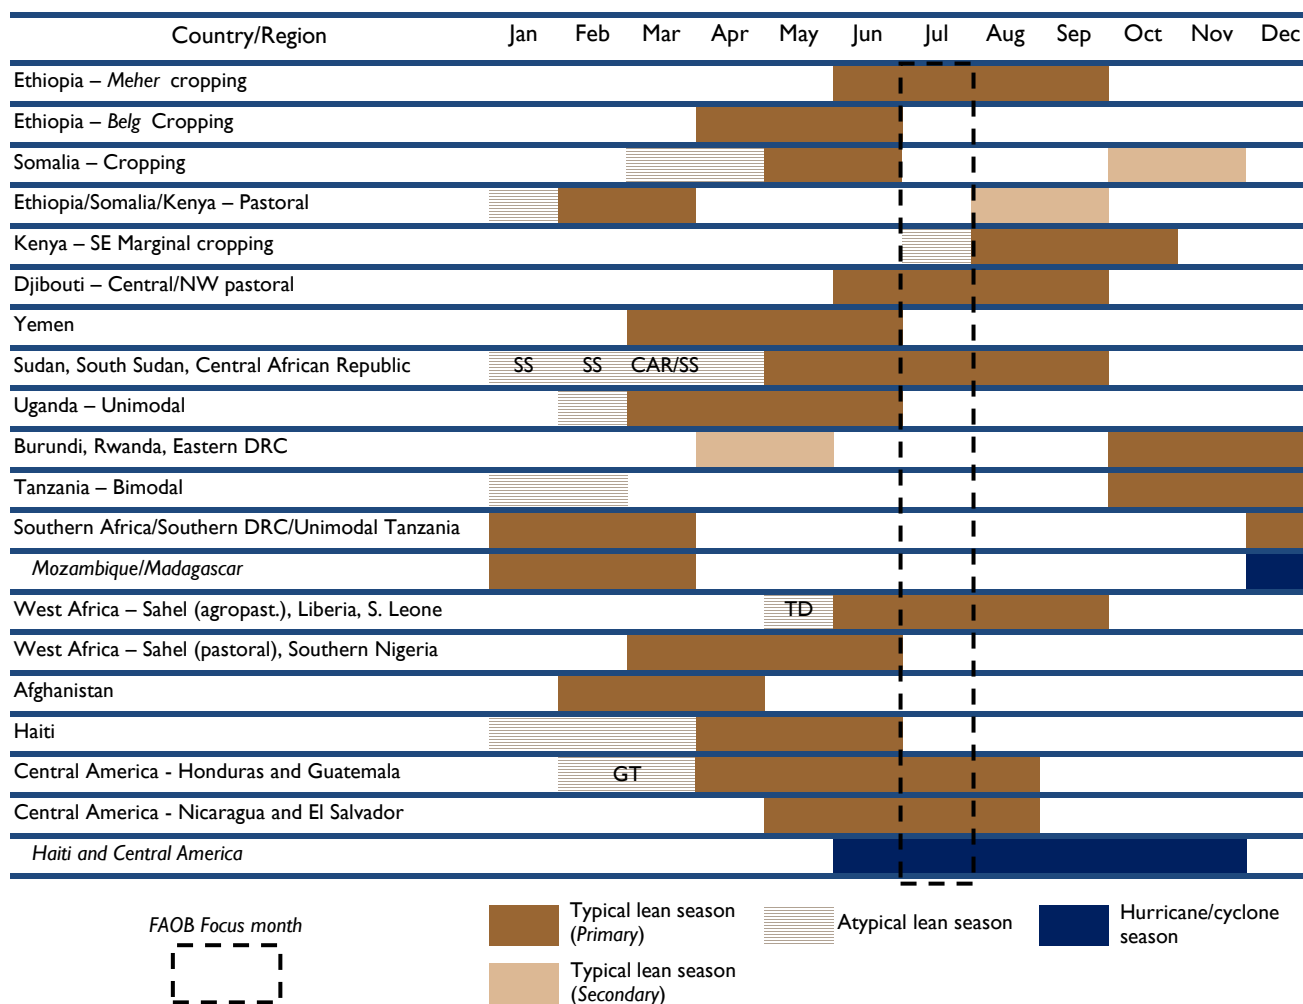 Country/Region Jan Feb Mar Apr May Jun Jul Aug Sep Oct Nov Dec
Ethiopia – Meher cropping
Ethiopia – Belg Cropping
Somalia – Cropping
Ethiopia/Somalia/Kenya – Pastoral
Kenya – SE Marginal cropping
Djibouti – Central/NW pastoral
Yemen
Sudan, South Sudan, Central African Republic SS SS CAR/SS
Uganda – Unimodal
Burundi, Rwanda, Eastern DRC
Tanzania – Bimodal
Southern Africa/Southern DRC/Unimodal Tanzania
Mozambique/Madagascar
West Africa – Sahel (agropast.), Liberia, S. Leone TD
West Africa – Sahel (pastoral), Southern Nigeria
Afghanistan
Haiti
Central America - Honduras and Guatemala GT
Central America - Nicaragua and El Salvador
Haiti and Central America
FAOB Focus month
Typical lean season
(Primary)
Typical lean season
(Secondary)
Atypical lean season
Hurricane/cyclone
season